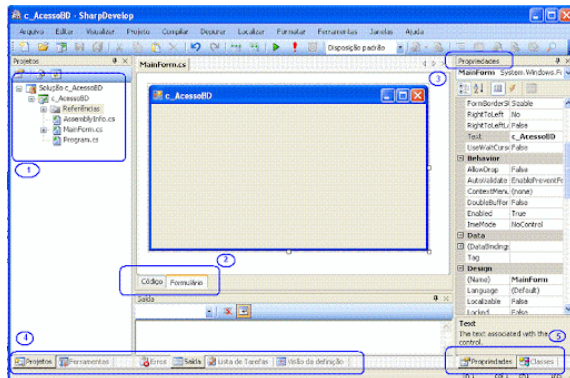 c_AcessoBD - SharpDevelop
Arquivo Editar Visualizar Projeto Compilar Depurar Localizar Formatar Ferramentas Janelas Ajuda
Disposição padrão
Projetos
Solução c_AcessoBD
c_AcessoBD
Referências
AssemblyInfo.cs
MainForm.cs
Program.cs
1
MainForm.cs
c_AcessoBD
2
Código Formulário
Saída
3
Propriedades
MainForm System.Windows.F
FormBorderSt Sizable
RightToLeft No
RightToLeftL False
Text c_AcessoBD
UseWaitCurs False
Behavior
AllowDrop False
AutoValidate EnablePreventFo
ContextMenu (none)
DoubleBuffer False
Enabled True
ImeMode NoControl
Data
(DataBinding
Tag
Design
(Name) MainForm
Language (Default)
Localizable False
Locked False
Text
The text associated with the control.
4
5
Projetos Ferramentas Erros Saída Lista de Tarefas Visão da definição
Propriedades Classes